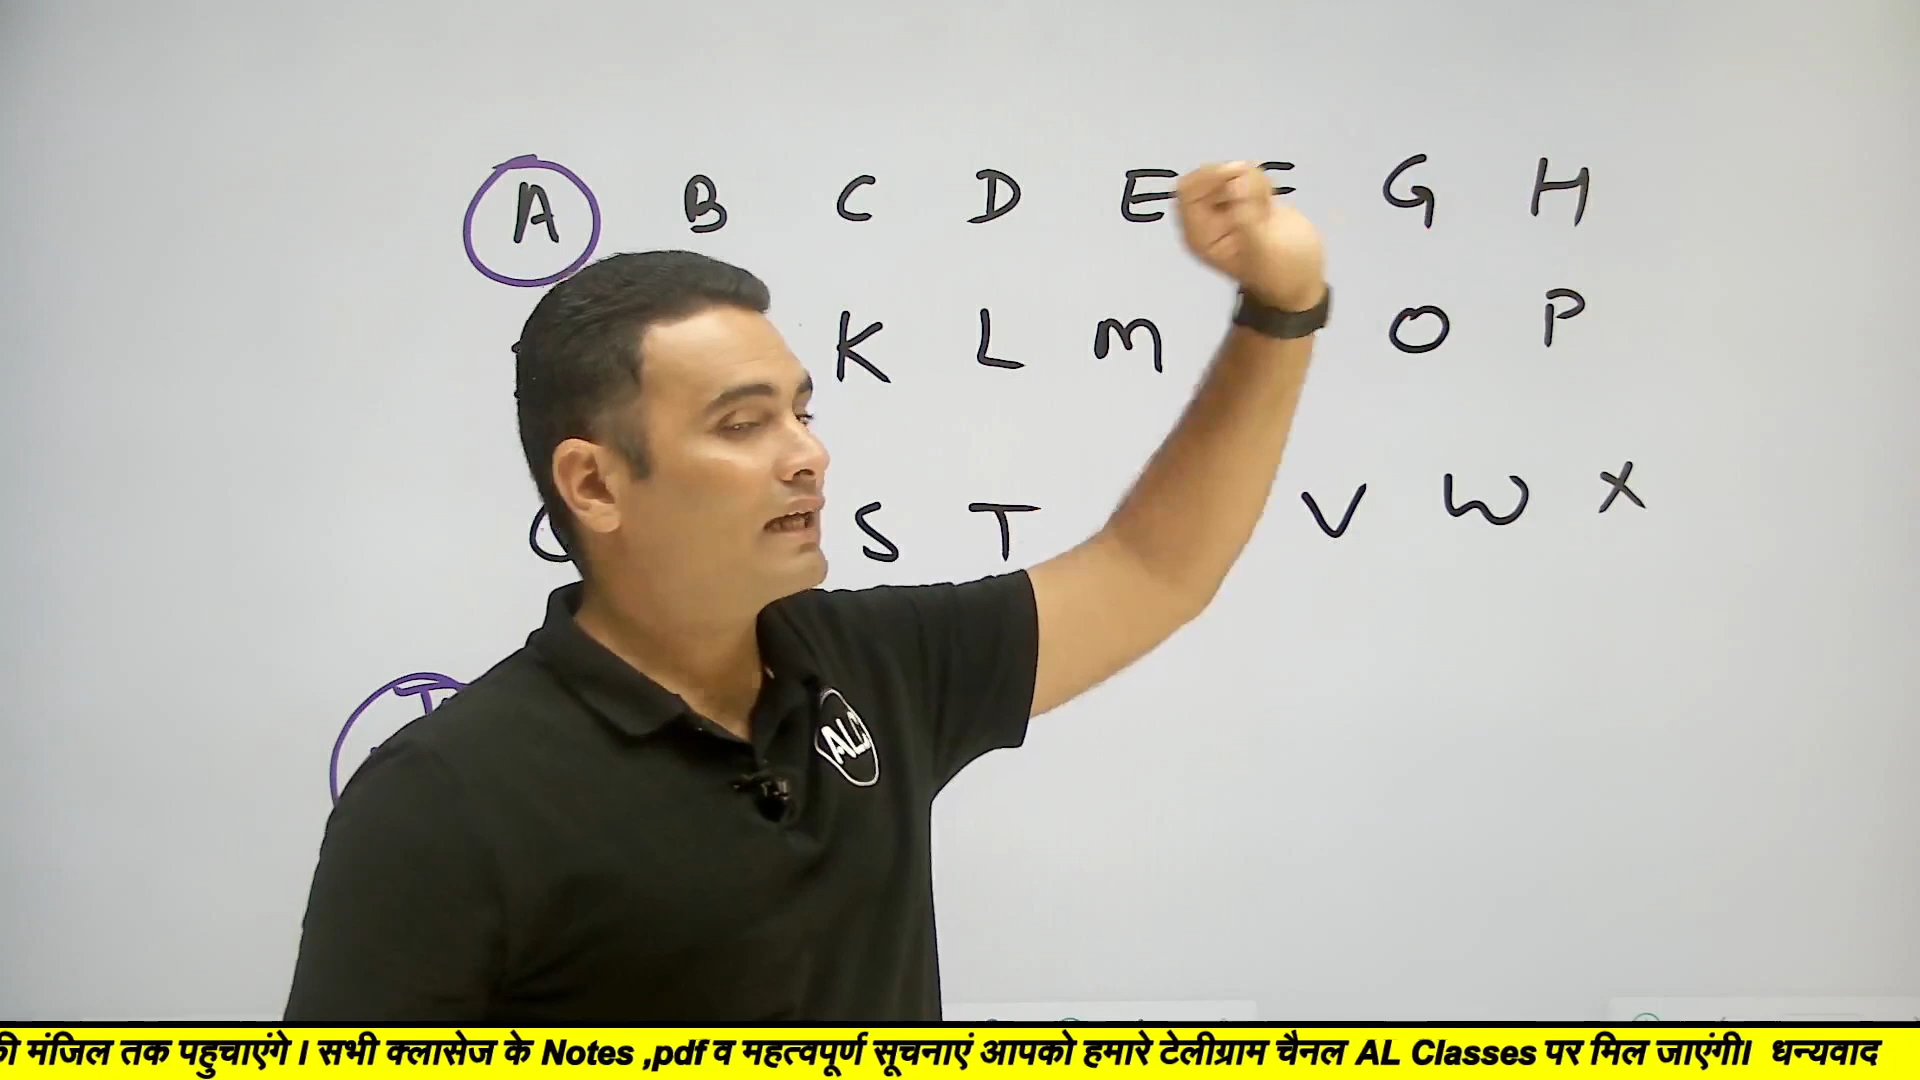 A B C D E F G H
K L M O P
S T V W X
ALC
की मंजिल तक पहुचाएंगे । सभी क्लासेज के Notes ,pdf व महत्वपूर्ण सूचनाएं आपको हमारे टेलीग्राम चैनल AL Classes पर मिल जाएंगी। धन्यवाद